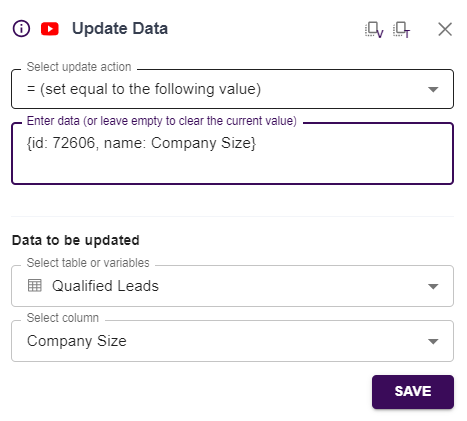 Update Data
Select update action
= (set equal to the following value)
Enter data (or leave empty to clear the current value)
{id: 72606, name: Company Size}
Data to be updated
Select table or variables
Qualified Leads
Select column
Company Size
SAVE